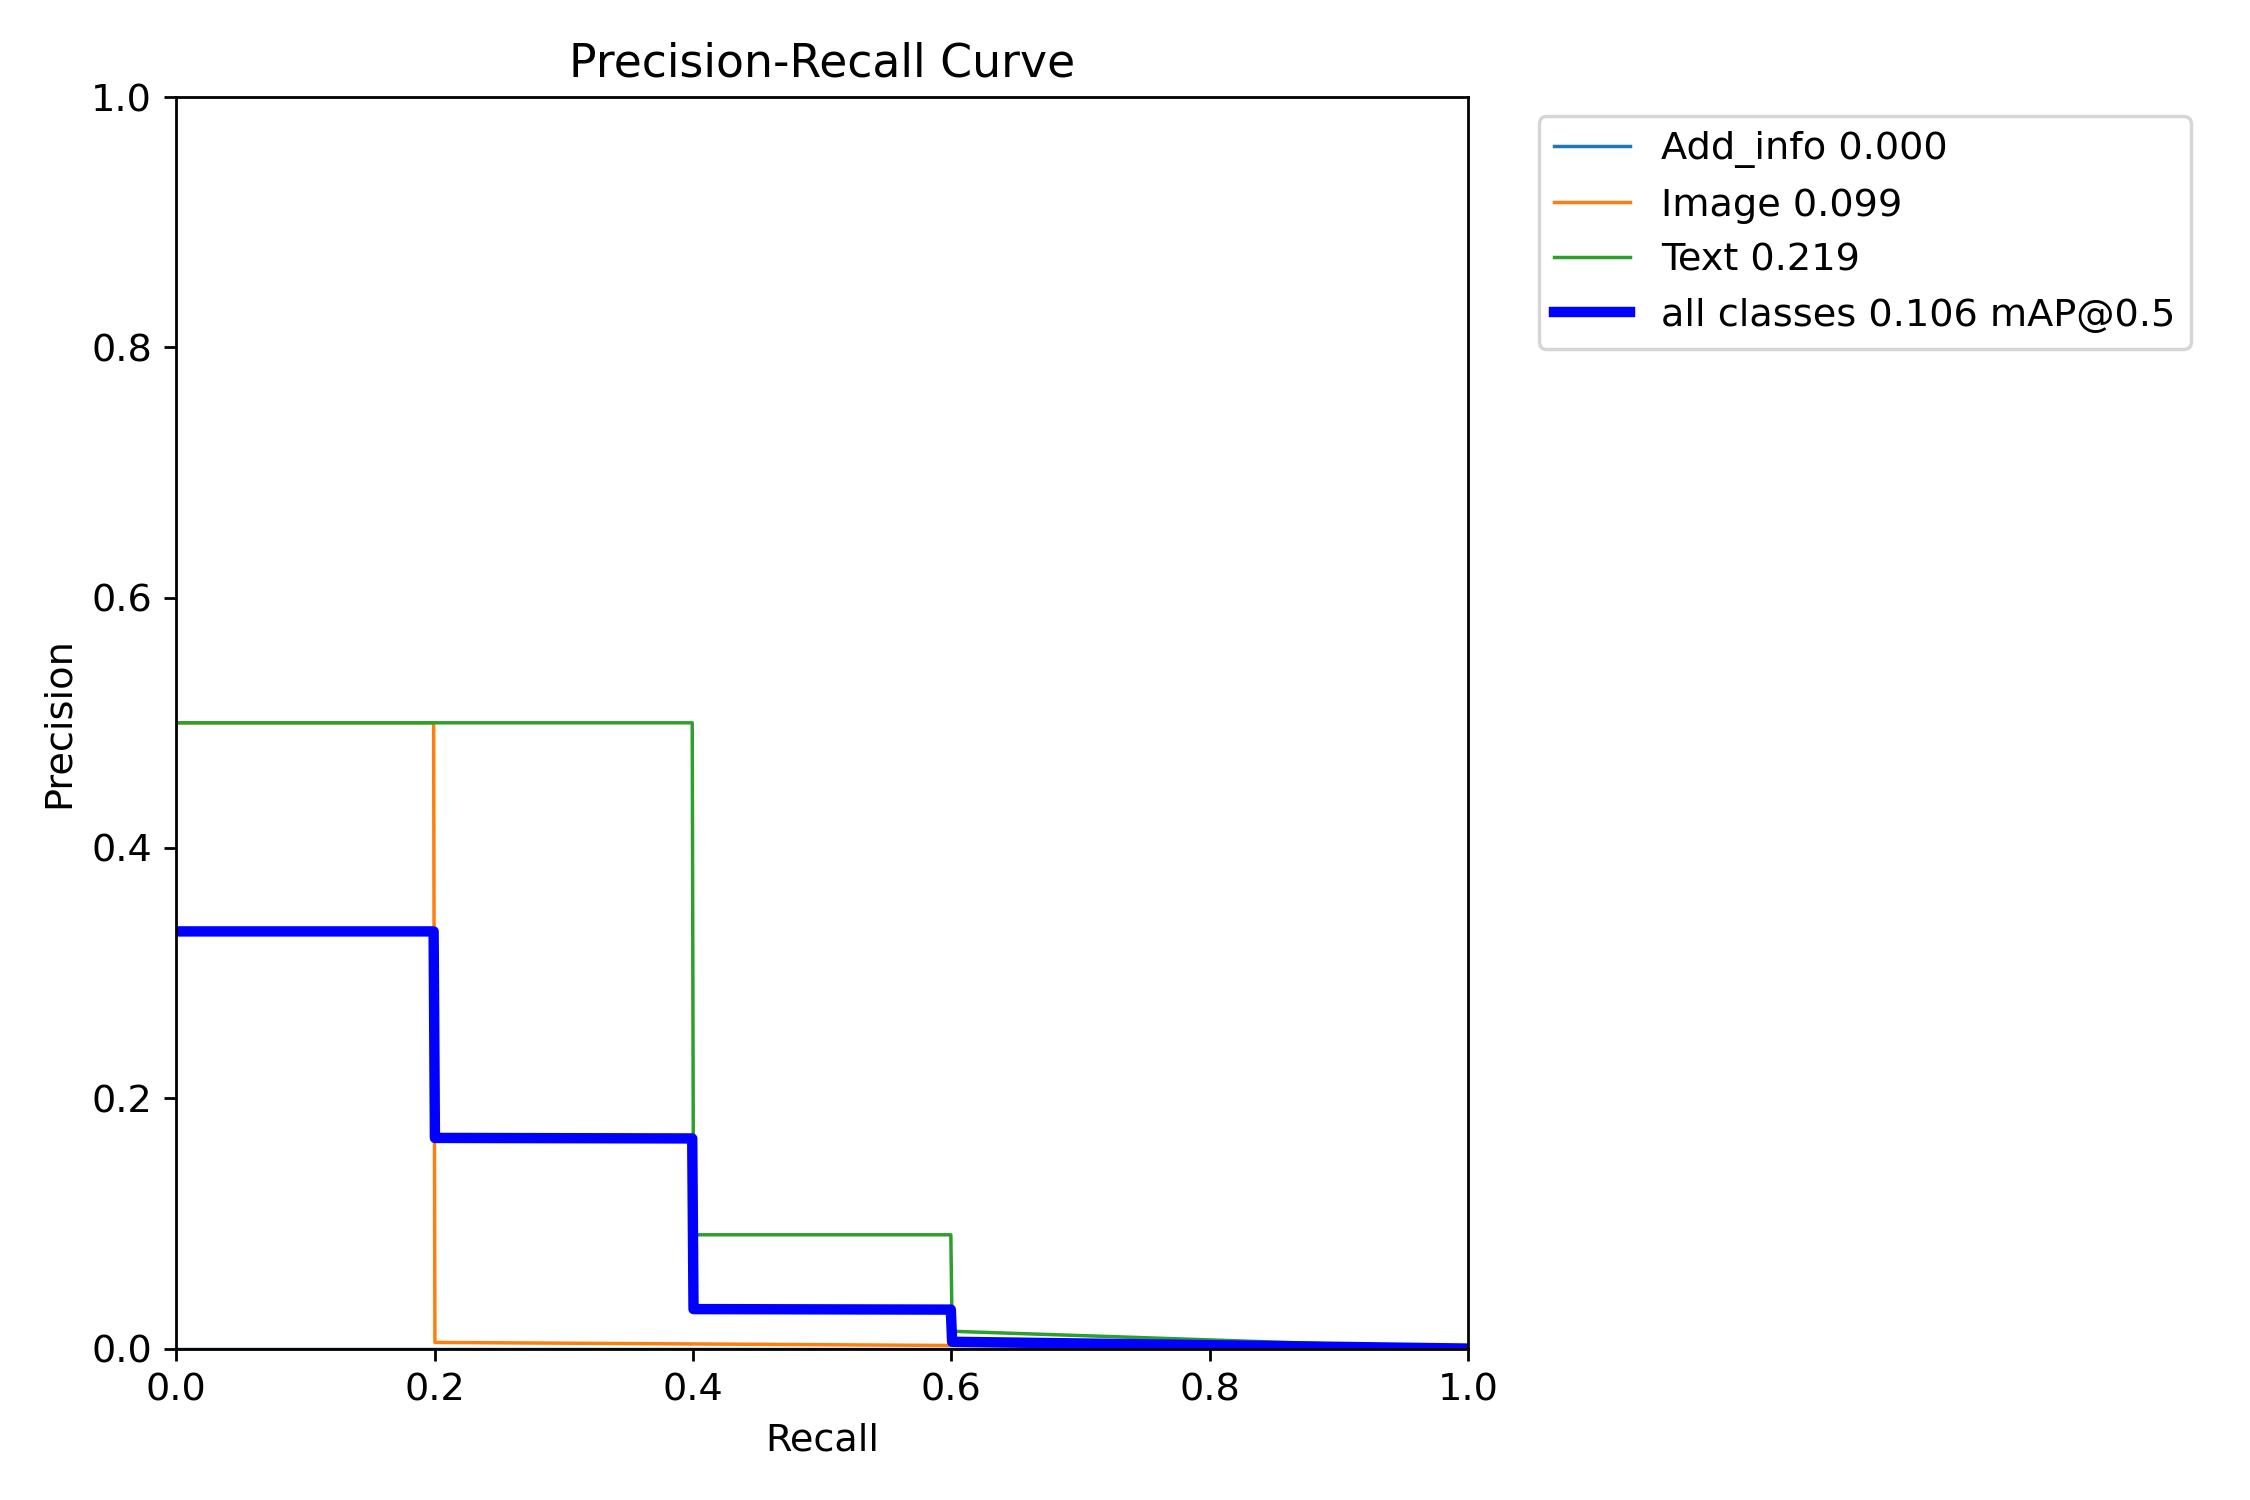 Precision-Recall Curve
1.0
0.8
0.6
0.4
0.2
0.0
Precision
0.0 0.2 0.4 0.6 0.8 1.0
Recall
Add_info 0.000
Image 0.099
Text 0.219
all classes 0.106 mAP@0.5